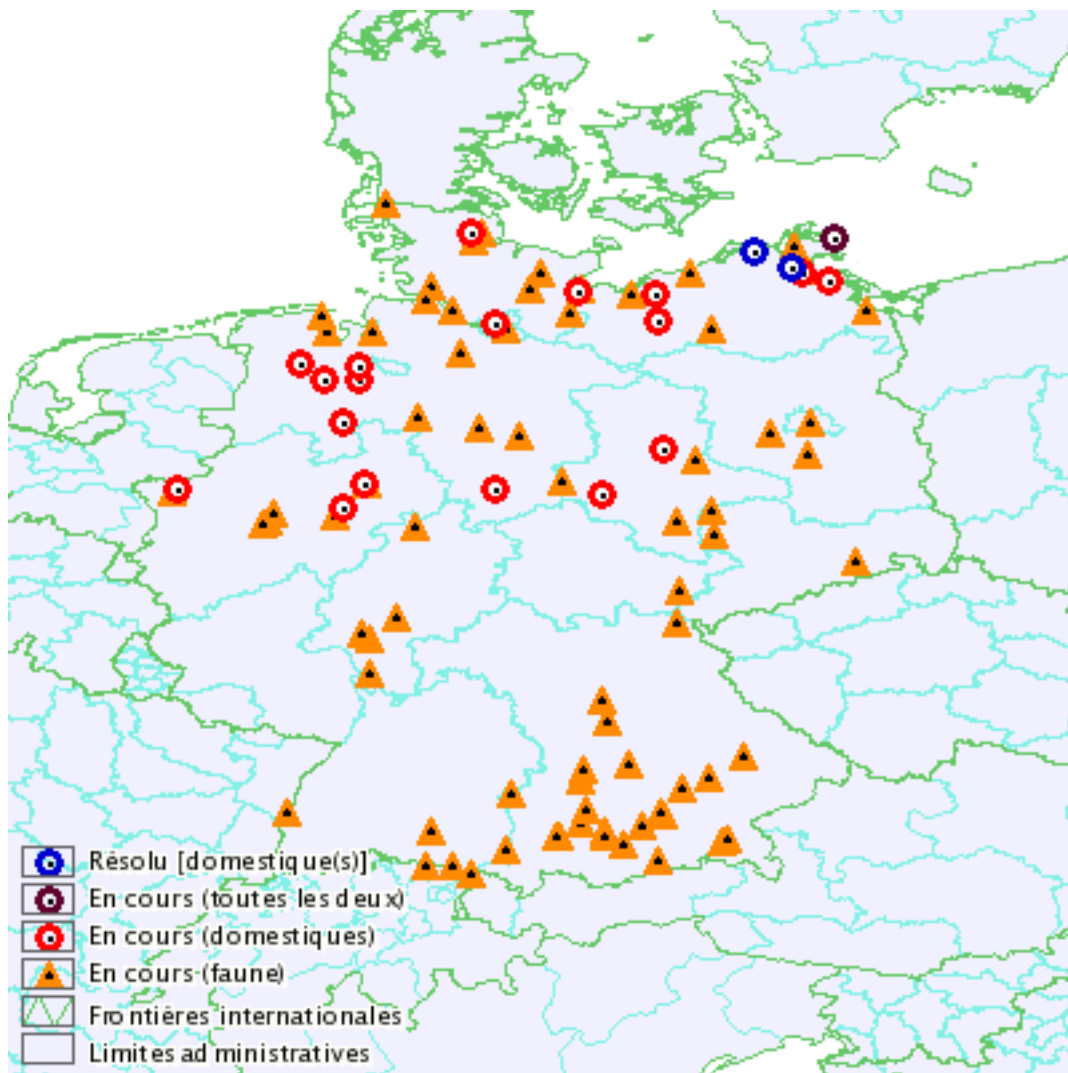 Résolu [domestique(s)]
En cours (toutes les deux)
En cours (domestiques)
En cours (faune)
Frontières internationales
Limites administratives